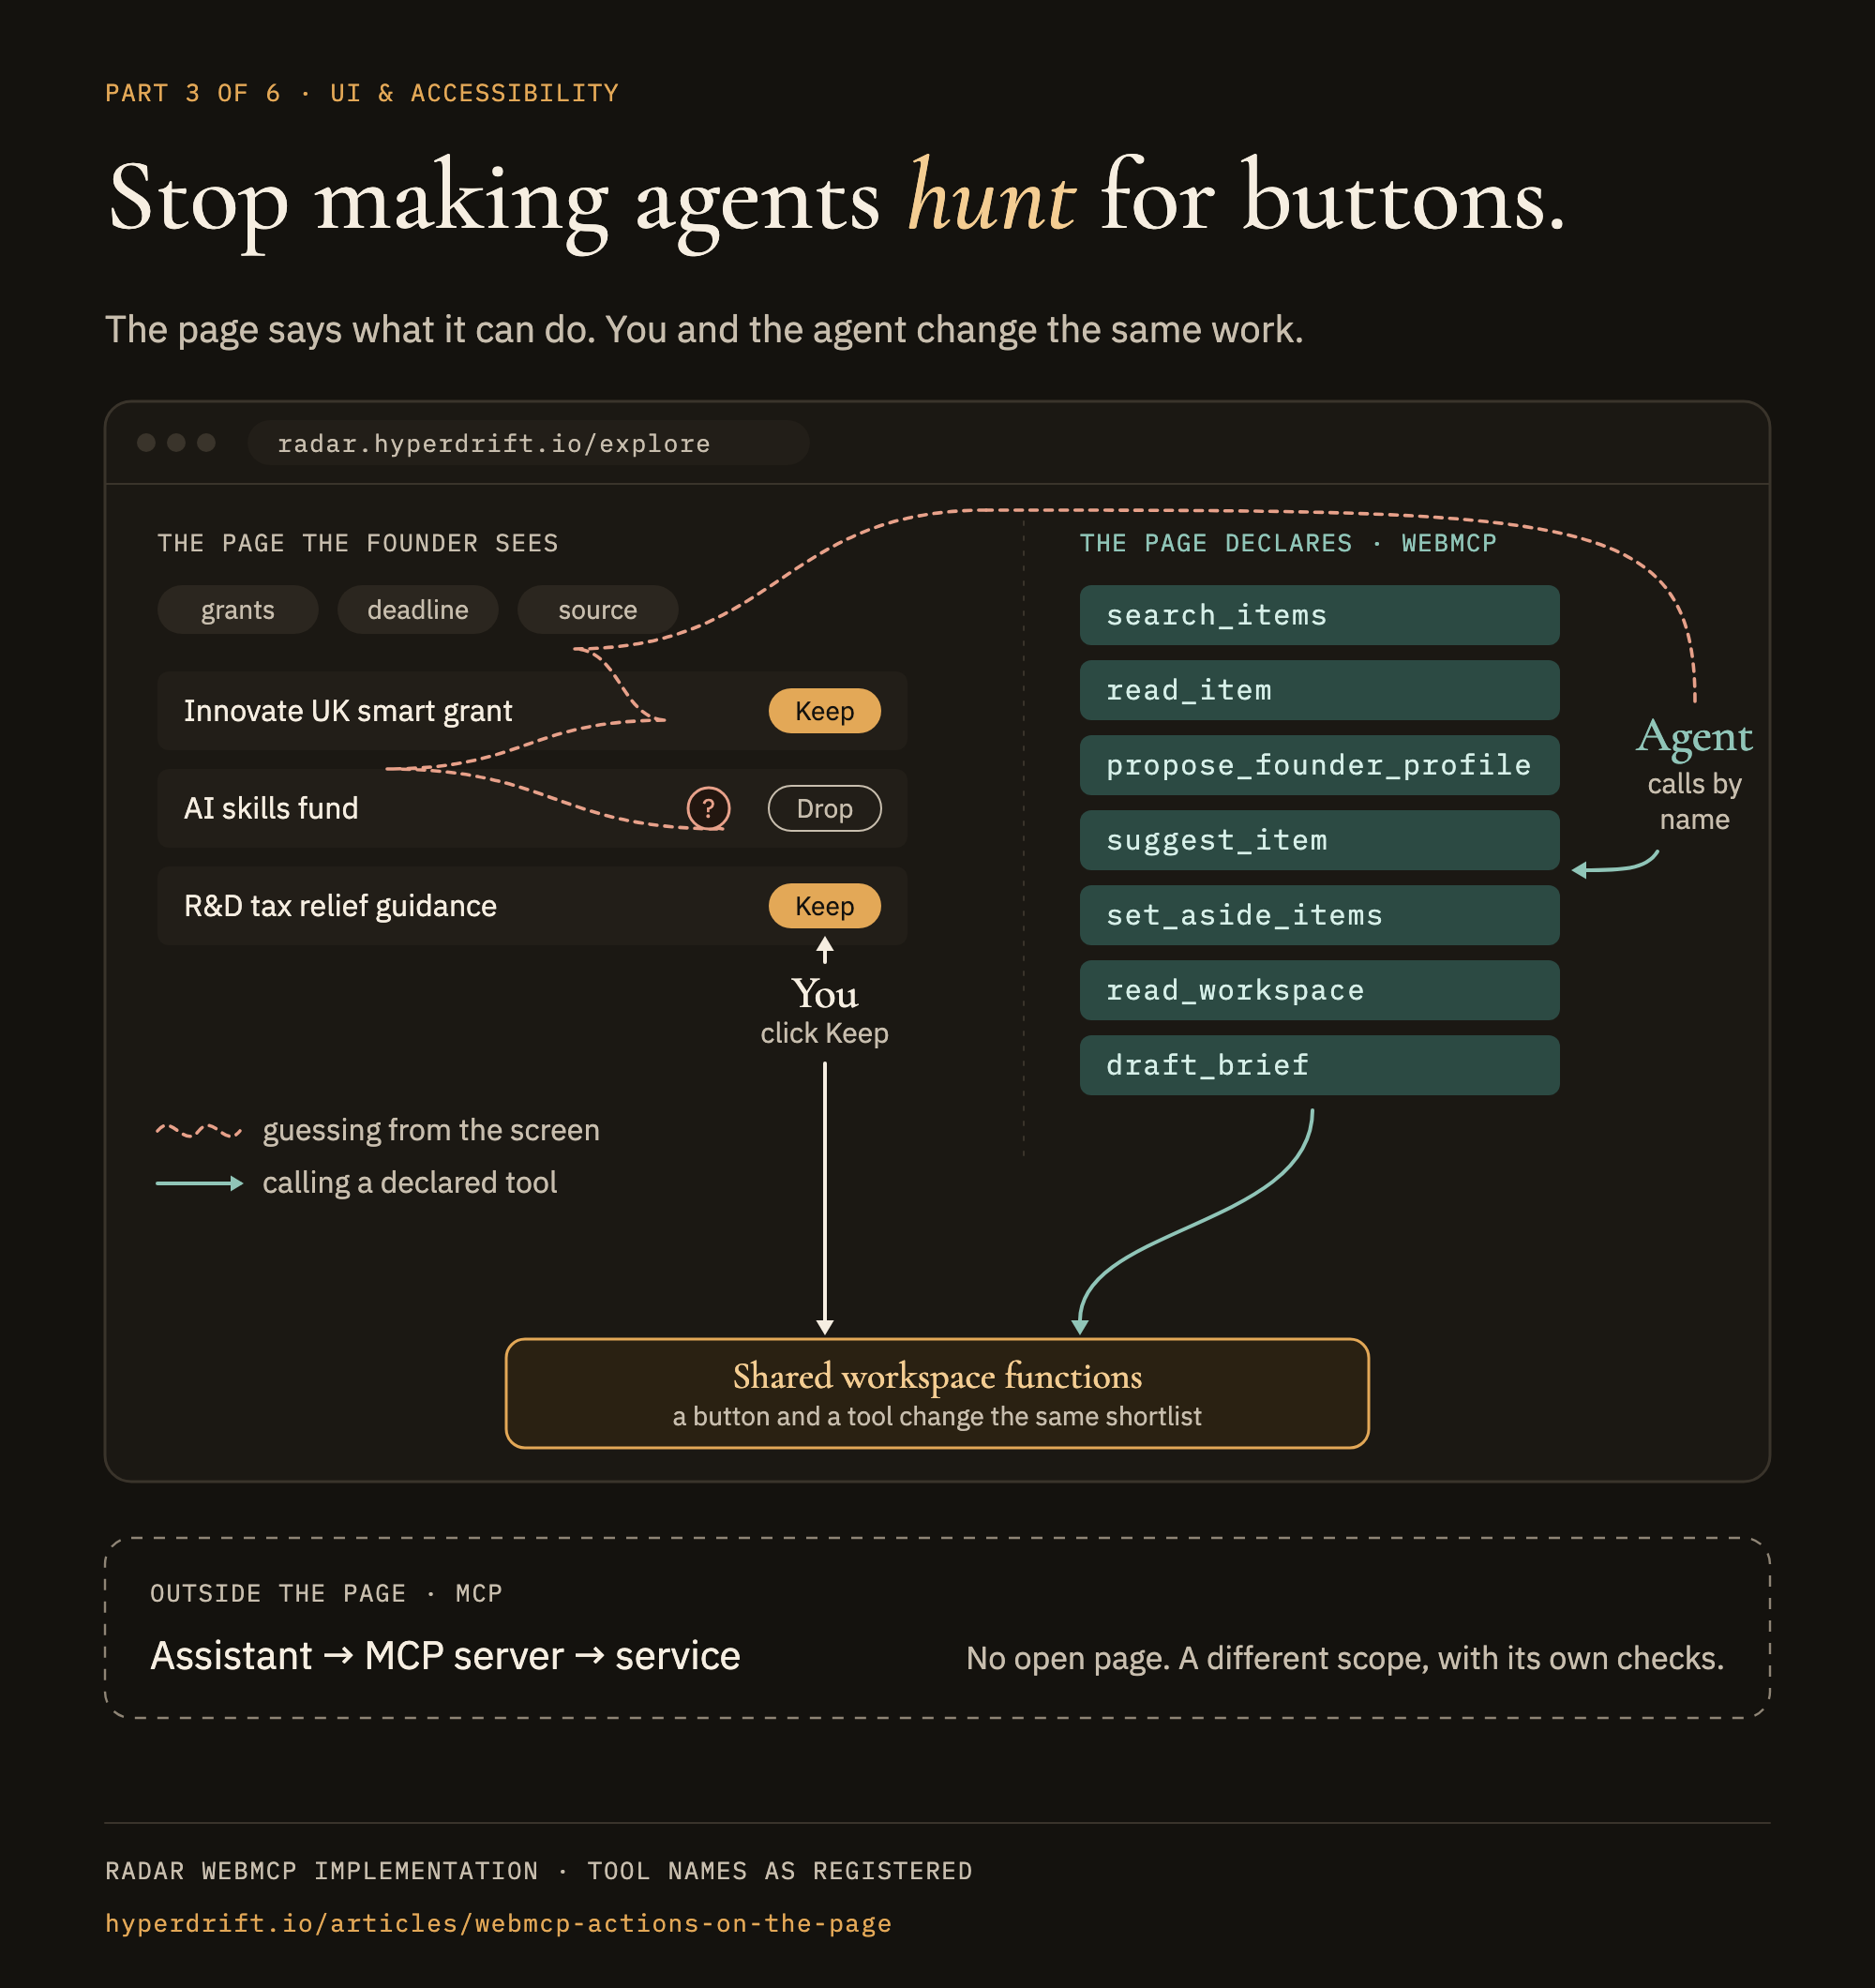 PART 3 OF 6 · UI & ACCESSIBILITY
Stop making agents hunt for buttons.
The page says what it can do. You and the agent change the same work.
radar.hyperdrift.io/explore
THE PAGE THE FOUNDER SEES
grants
deadline
source
Innovate UK smart grant
Keep
AI skills fund
?
Drop
R&D tax relief guidance
Keep
You
click Keep
guessing from the screen
calling a declared tool
THE PAGE DECLARES · WEBMCP
search_items
read_item
propose_founder_profile
suggest_item
set_aside_items
read_workspace
draft_brief
Agent
calls by
name
Shared workspace functions
a button and a tool change the same shortlist
OUTSIDE THE PAGE · MCP
Assistant → MCP server → service
No open page. A different scope, with its own checks.
RADAR WEBMCP IMPLEMENTATION · TOOL NAMES AS REGISTERED
hyperdrift.io/articles/webmcp-actions-on-the-page